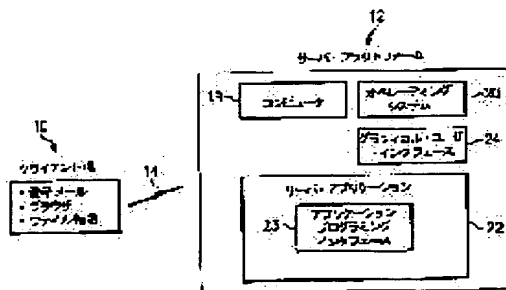 12
サーバ・プラットフォーム
コンピュータ
オペレーティング
システム
グラフィカル・ユーザ
インタフェース
24
10
クライアント
14
・電子メール
・ブラウザ
・ファイル転送
サーバ・アプリケーション
23
アプリケーション
プログラミング
インタフェース
22